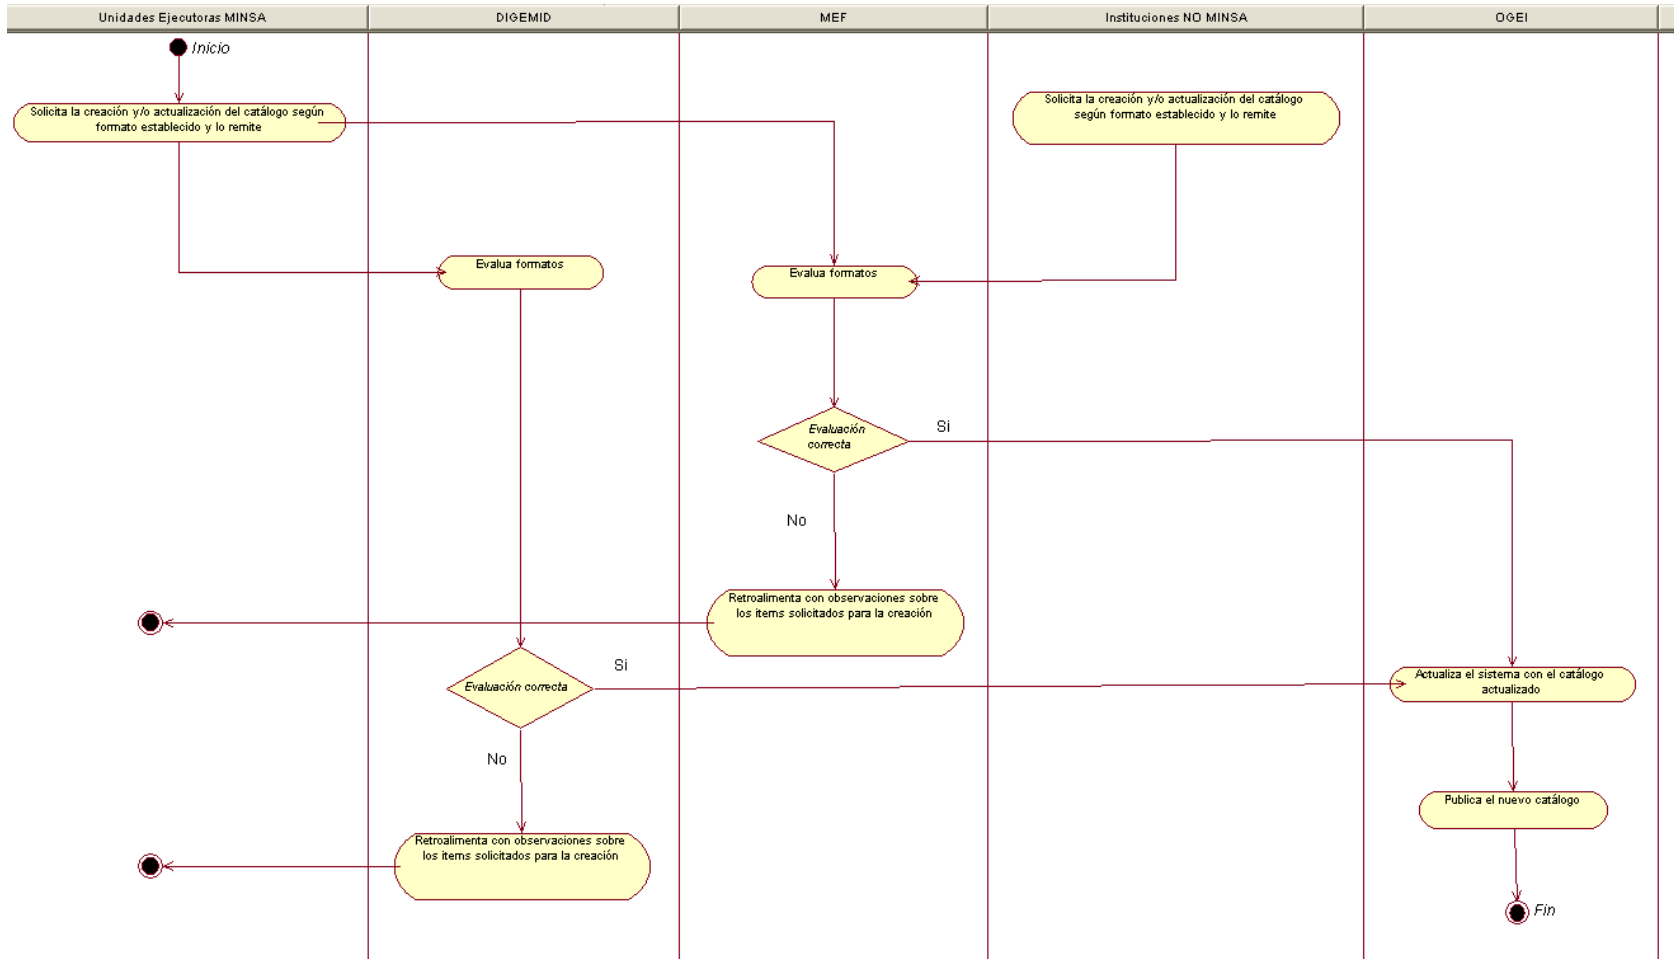 Unidades Ejecutoras MINSA
DIGEMID
MEF
Instituciones NO MINSA
OGEI
Inicio
Solicita la creación y/o actualización del catálogo según
formato establecido y lo remite
Solicita la creación y/o actualización del catálogo
según formato establecido y lo remite
Evalua formatos
Evalua formatos
Evaluación
correcta
Si
No
Retroalimenta con observaciones sobre
los items solicitados para la creación
Si
Evaluación correcta
Actualiza el sistema con el catálogo
actualizado
No
Publica el nuevo catálogo
Retroalimenta con observaciones sobre
los items solicitados para la creación
Fin